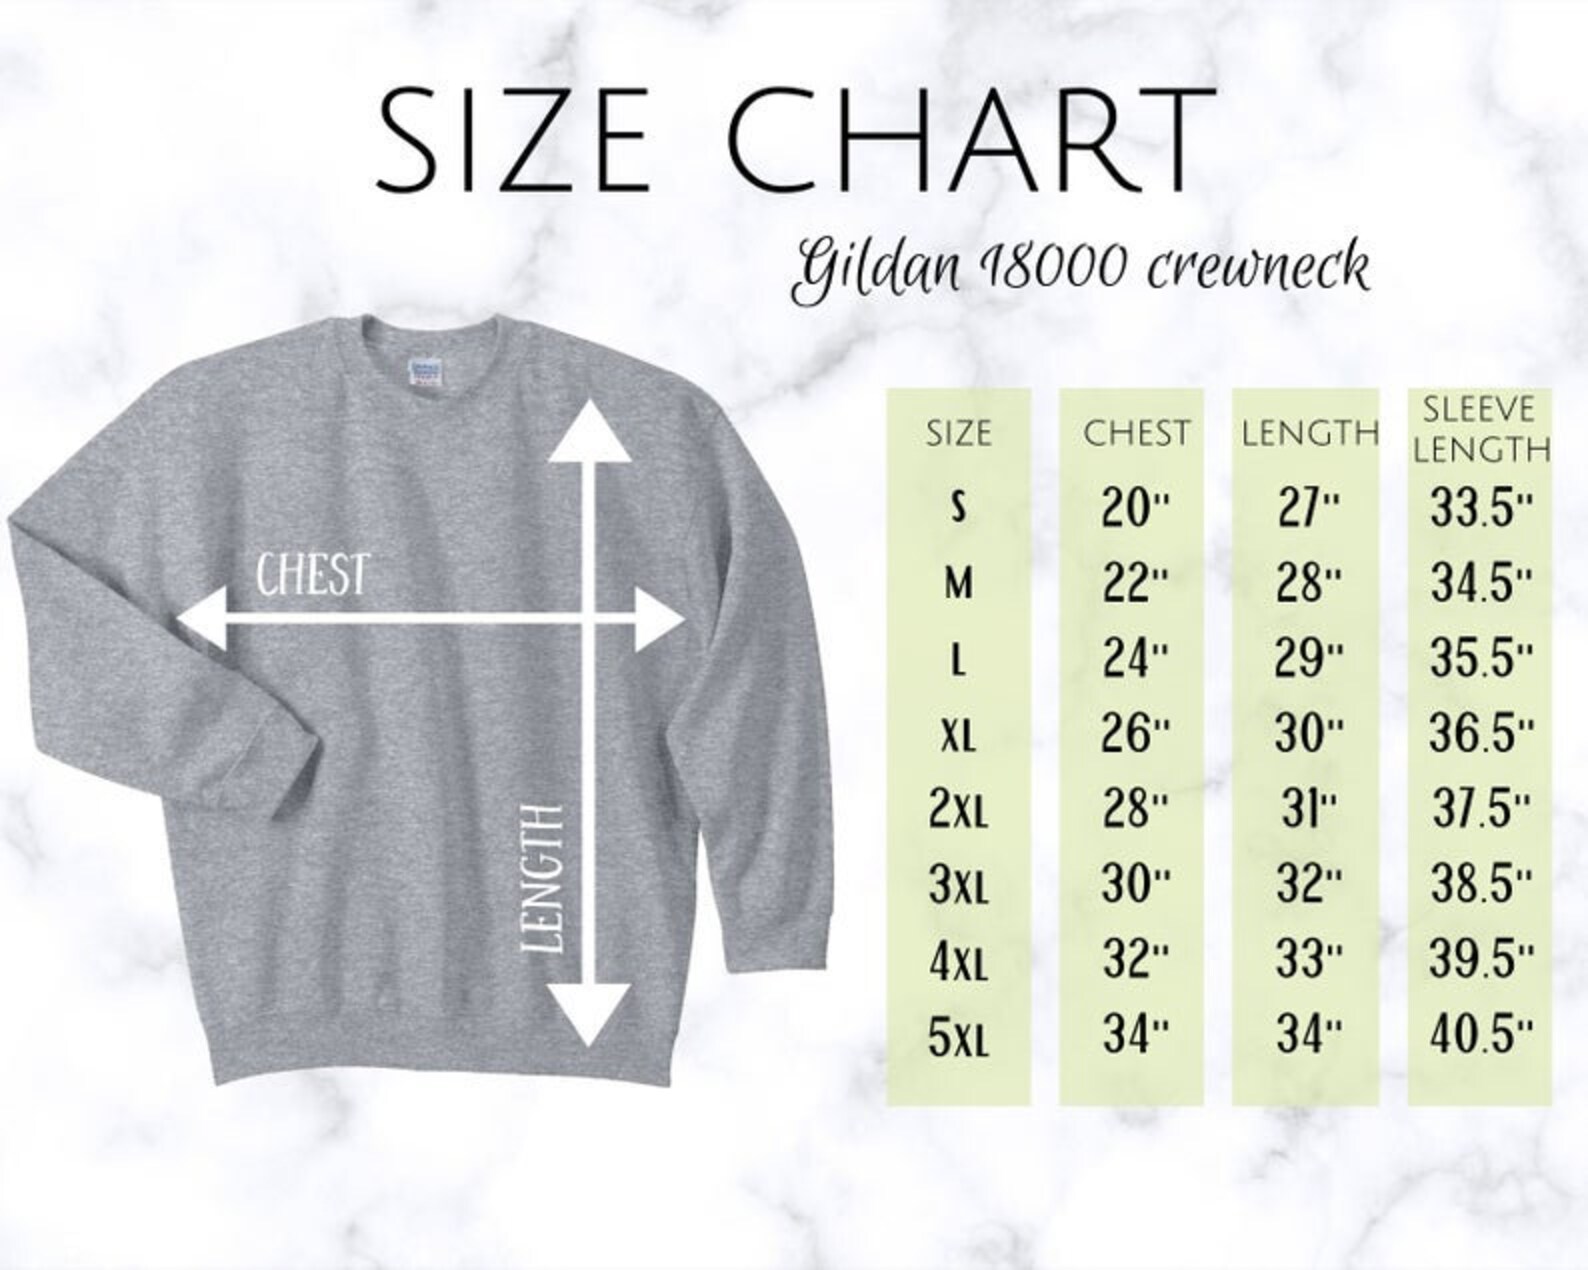 SIZE CHART
Gildan 18000 crewneck
CHEST
LENGTH
SIZE CHEST LENGTH SLEEVE LENGTH
S 20" 27" 33.5"
M 22" 28" 34.5"
L 24" 29" 35.5"
XL 26" 30" 36.5"
2XL 28" 31" 37.5"
3XL 30" 32" 38.5"
4XL 32" 33" 39.5"
5XL 34" 34" 40.5"